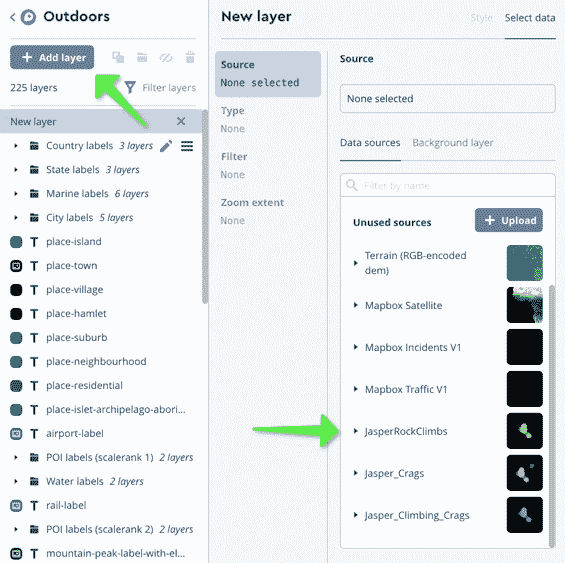 Outdoors
Add layer
225 layers
Filter layers
New layer
Country labels 3 layers
State labels 3 layers
Marine labels 6 layers
City labels 5 layers
place-island
place-town
place-village
place-hamlet
place-suburb
place-neighbourhood
place-residential
place-islet-archipelago-abori...
airport-label
POI labels (scalerank 1) 2 layers
Water labels 2 layers
rail-label
POI labels (scalerank 2) 2 layers
mountain-peak-label-with-el...
New layer
Style
Select data
Source
None selected
Type
None
Filter
None
Zoom extent
None
Source
None selected
Data sources
Background layer
Filter by name
Unused sources
Upload
Terrain (RGB-encoded
dem)
Mapbox Satellite
Mapbox Incidents V1
Mapbox Traffic V1
JasperRockClimbs
Jasper_Crags
Jasper_Climbing_Crags